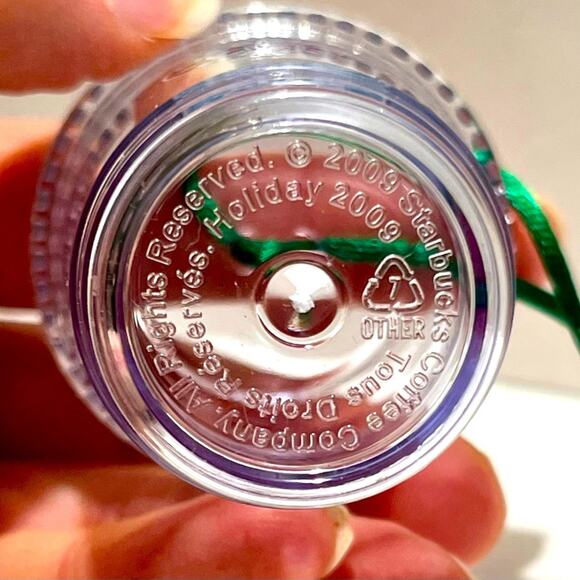 © 2009 Starbucks Coffee Company. All Rights Reserved.
Tous Droits Réservés. Holiday 2009
7
OTHER